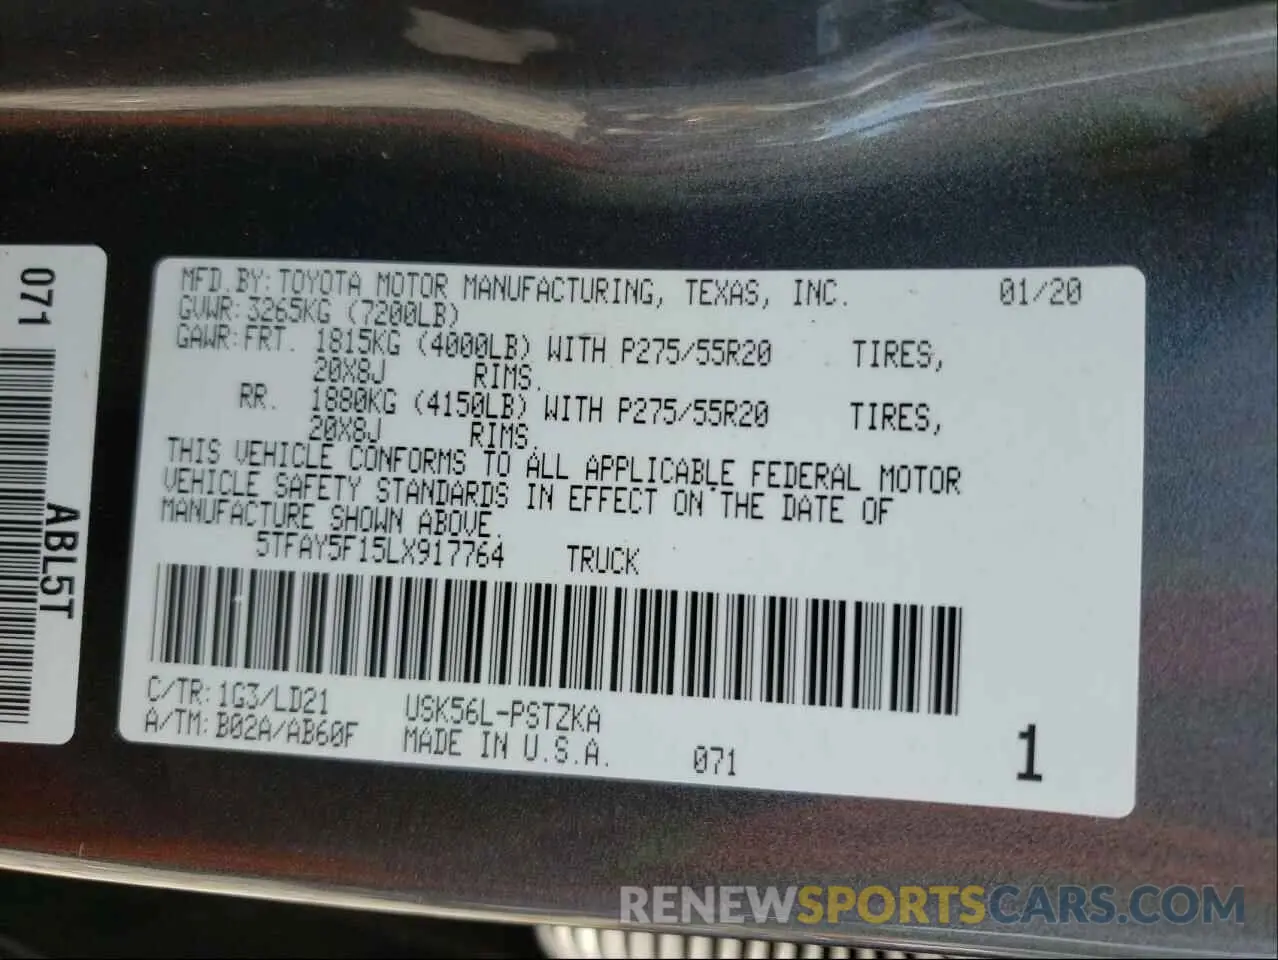 MFD.BY:TOYOTA MOTOR MANUFACTURING, TEXAS, INC. 01/20
GVWR:3265KG (7200LB)
GAWR:FRT. 1815KG (4000LB) WITH P275/55R20 TIRES,
20X8J RIMS.
RR. 1880KG (4150LB) WITH P275/55R20 TIRES,
20X8J RIMS.
THIS VEHICLE CONFORMS TO ALL APPLICABLE FEDERAL MOTOR
VEHICLE SAFETY STANDARDS IN EFFECT ON THE DATE OF
MANUFACTURE SHOWN ABOVE.
5TFAY5F15LX917764 TRUCK
C/TR:1G3/LD21 USK56L-PSTZKA
A/TM:B02A/AB60F MADE IN U.S.A. 071
1
071
ABL5T
RENEWSPORTSCARS.COM